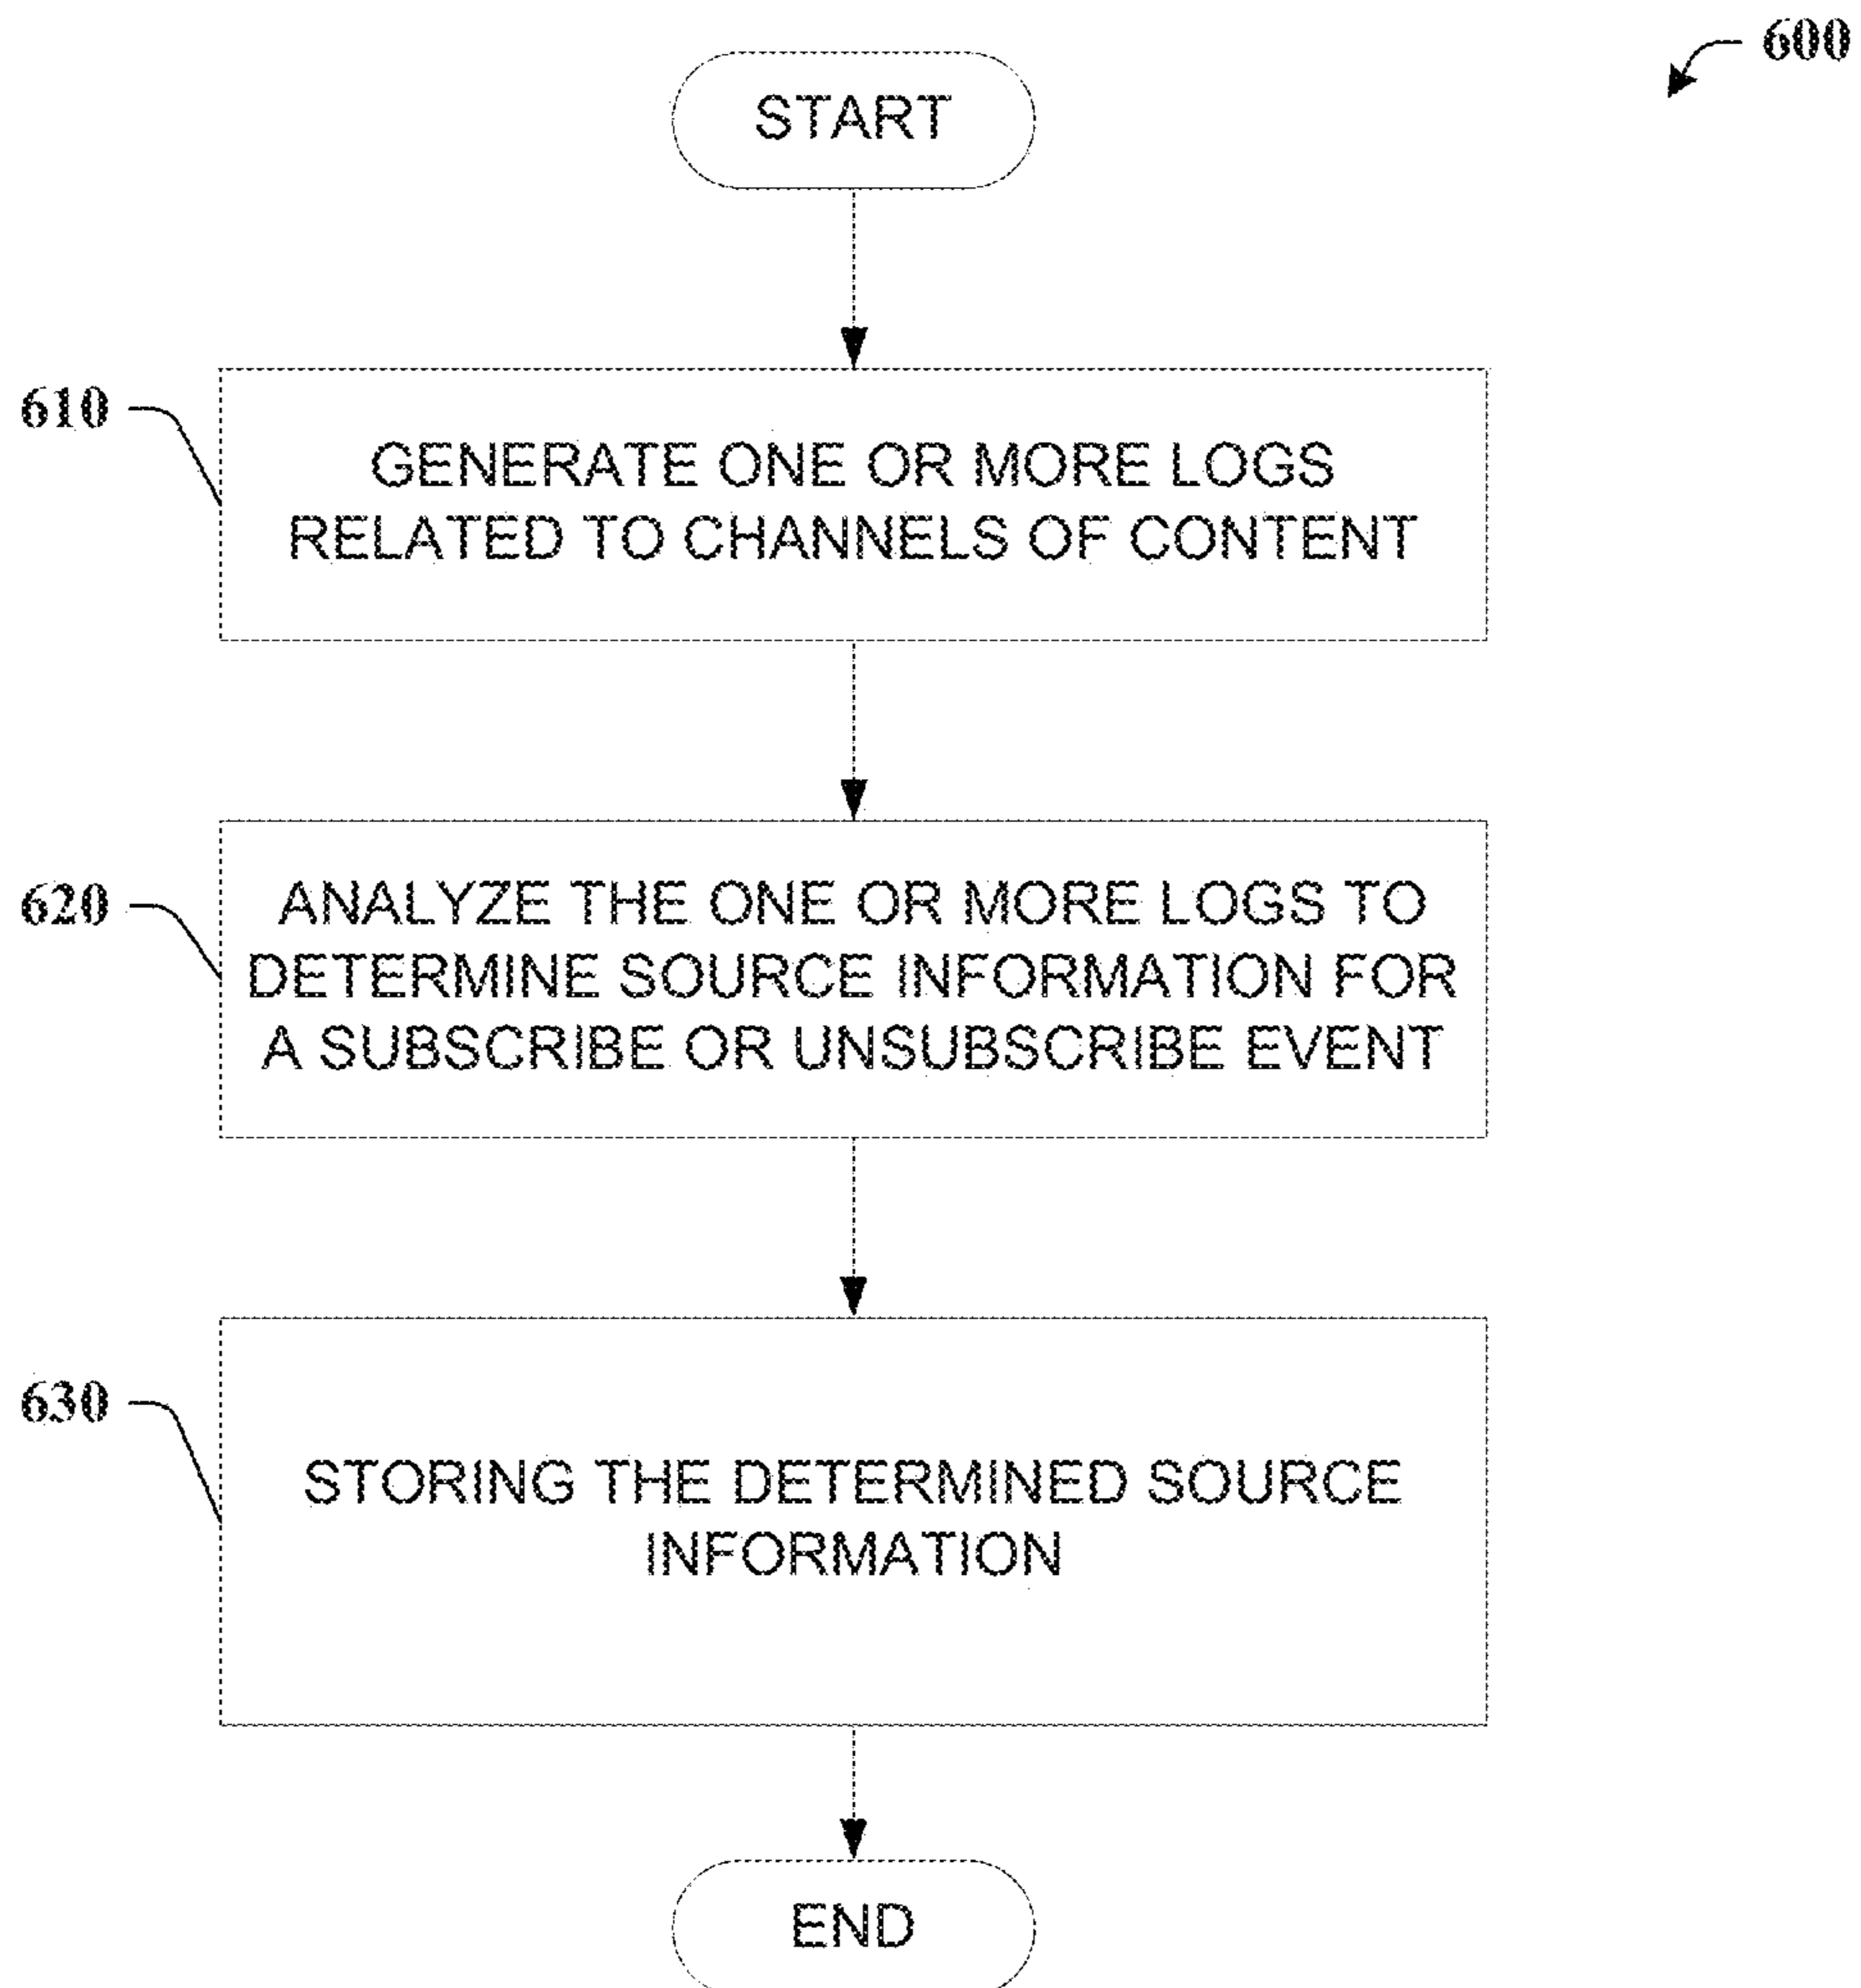 600
START
610
GENERATE ONE OR MORE LOGS
RELATED TO CHANNELS OF CONTENT
620
ANALYZE THE ONE OR MORE LOGS TO
DETERMINE SOURCE INFORMATION FOR
A SUBSCRIBE OR UNSUBSCRIBE EVENT
630
STORING THE DETERMINED SOURCE
INFORMATION
END